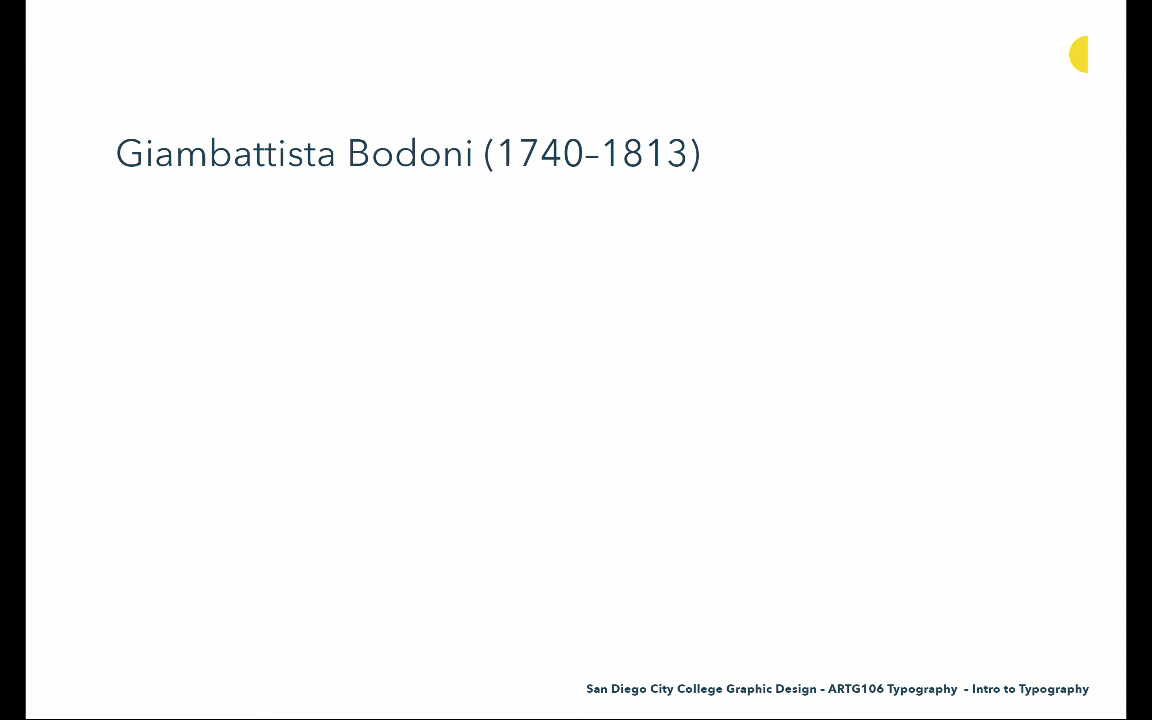 Giambattista Bodoni (1740–1813)
San Diego City College Graphic Design – ARTG106 Typography – Intro to Typography